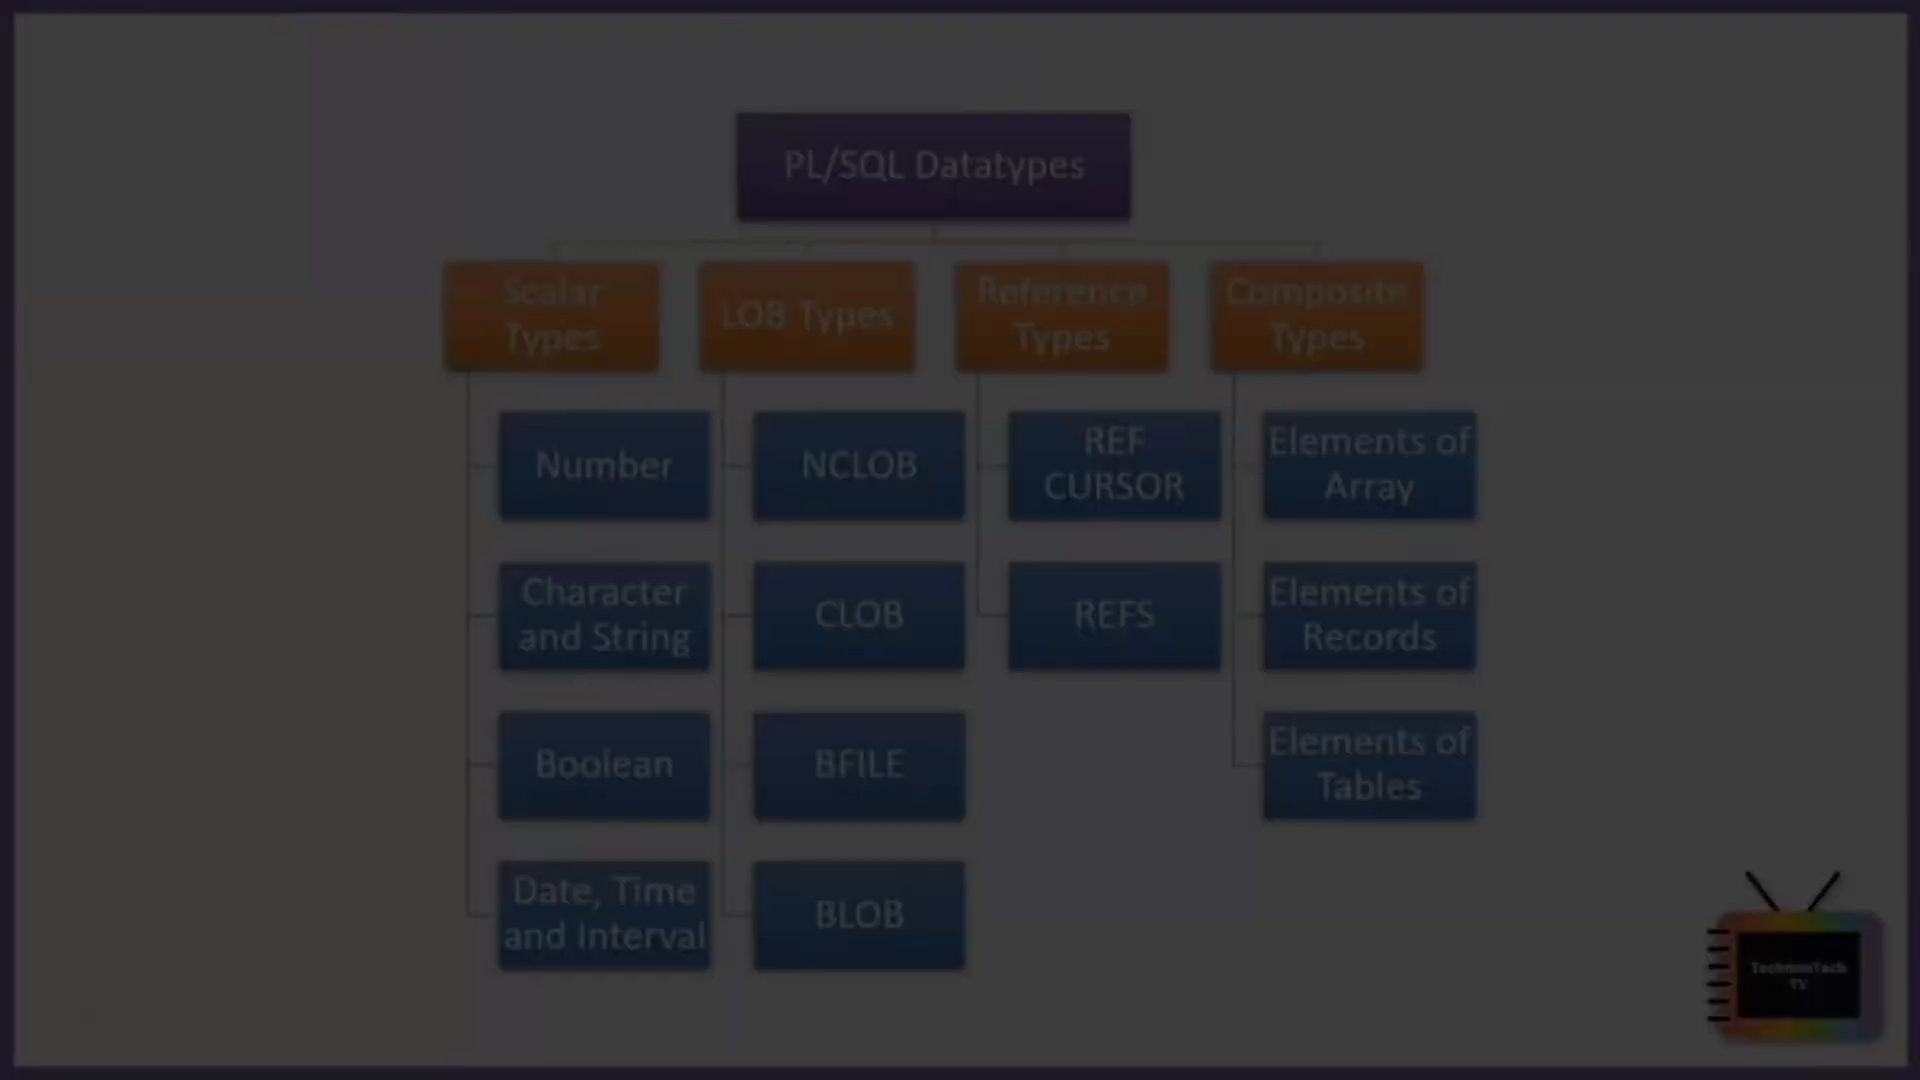 PL/SQL Datatypes
Scalar
Types
Number
Character
and String
Boolean
Date, Time
and Interval
LOB Types
NCLOB
CLOB
BFILE
BLOB
Reference
Types
REF
CURSOR
REFS
Composite
Types
Elements of
Array
Elements of
Records
Elements of
Tables
TV